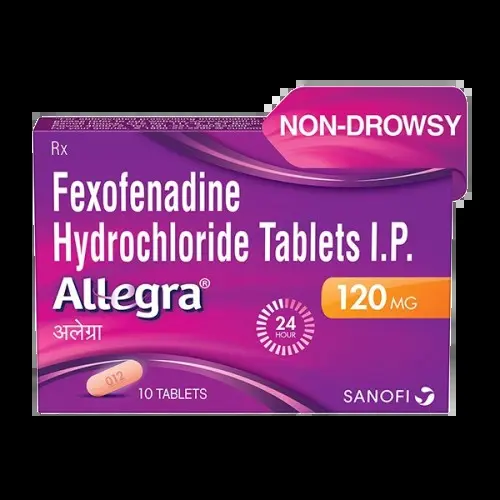 NON-DROWSY
Rx
Fexofenadine
Hydrochloride Tablets I.P.
Allegra®
120 MG
अलेग्रा
24
HOUR
012
10 TABLETS
SANOFI